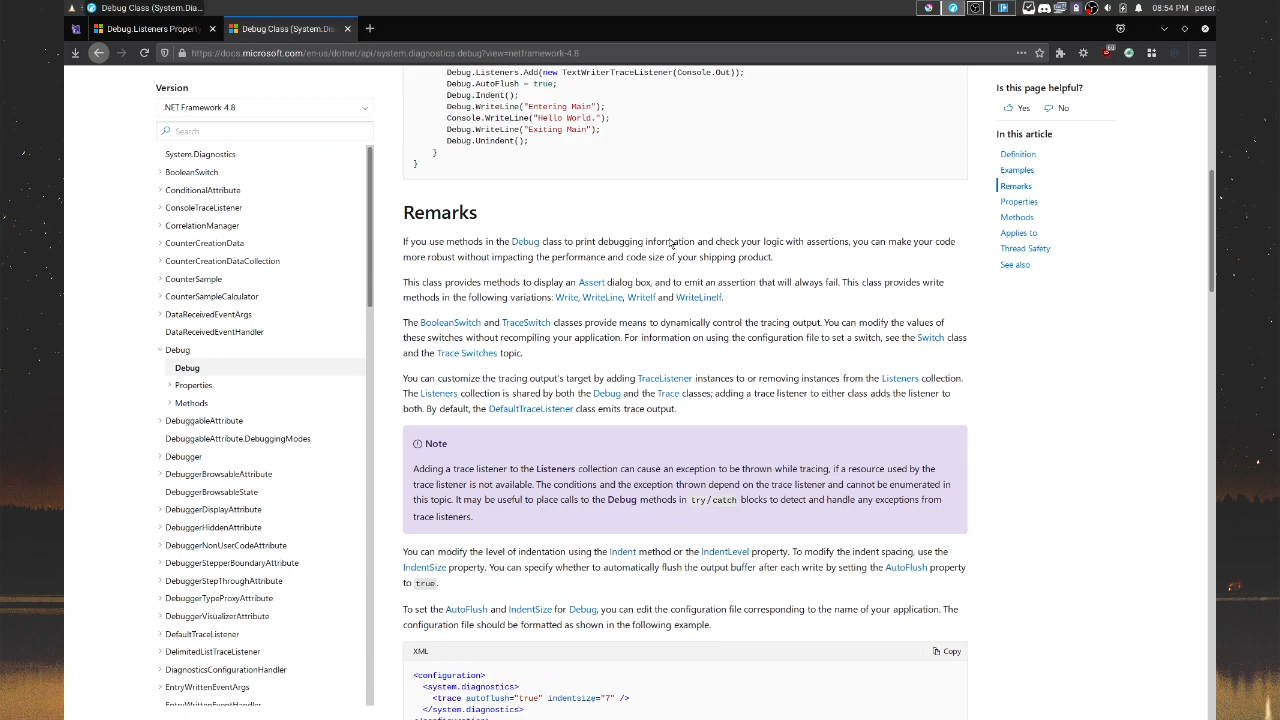 Debug Class (System.Dia...
08:54 PM peter
Debug.Listeners Property
Debug Class (System.Dia
https://docs.microsoft.com/en-us/dotnet/api/system.diagnostics.debug?view=netframework-4.8
60
Version
.NET Framework 4.8
Search
System.Diagnostics
BooleanSwitch
ConditionalAttribute
ConsoleTraceListener
CorrelationManager
CounterCreationData
CounterCreationDataCollection
CounterSample
CounterSampleCalculator
DataReceivedEventArgs
DataReceivedEventHandler
Debug
Debug
Properties
Methods
DebuggableAttribute
DebuggableAttribute.DebuggingModes
Debugger
DebuggerBrowsableAttribute
DebuggerBrowsableState
DebuggerDisplayAttribute
DebuggerHiddenAttribute
DebuggerNonUserCodeAttribute
DebuggerStepperBoundaryAttribute
DebuggerStepThroughAttribute
DebuggerTypeProxyAttribute
DebuggerVisualizerAttribute
DefaultTraceListener
DelimitedListTraceListener
DiagnosticsConfigurationHandler
EntryWrittenEventArgs
EntryWrittenEventHandler
Debug.Listeners.Add(new TextWriterTraceListener(Console.Out));
Debug.AutoFlush = true;
Debug.Indent();
Debug.WriteLine("Entering Main");
Console.WriteLine("Hello World.");
Debug.WriteLine("Exiting Main");
Debug.Unindent();
}
}
Remarks
If you use methods in the Debug class to print debugging information and check your logic with assertions, you can make your code
more robust without impacting the performance and code size of your shipping product.
This class provides methods to display an Assert dialog box, and to emit an assertion that will always fail. This class provides write
methods in the following variations: Write, WriteLine, WriteIf and WriteLineIf.
The BooleanSwitch and TraceSwitch classes provide means to dynamically control the tracing output. You can modify the values of
these switches without recompiling your application. For information on using the configuration file to set a switch, see the Switch class
and the Trace Switches topic.
You can customize the tracing output's target by adding TraceListener instances to or removing instances from the Listeners collection.
The Listeners collection is shared by both the Debug and the Trace classes; adding a trace listener to either class adds the listener to
both. By default, the DefaultTraceListener class emits trace output.
Note
Adding a trace listener to the Listeners collection can cause an exception to be thrown while tracing, if a resource used by the
trace listener is not available. The conditions and the exception thrown depend on the trace listener and cannot be enumerated in
this topic. It may be useful to place calls to the Debug methods in try/catch blocks to detect and handle any exceptions from
trace listeners.
You can modify the level of indentation using the Indent method or the IndentLevel property. To modify the indent spacing, use the
IndentSize property. You can specify whether to automatically flush the output buffer after each write by setting the AutoFlush property
to true.
To set the AutoFlush and IndentSize for Debug, you can edit the configuration file corresponding to the name of your application. The
configuration file should be formatted as shown in the following example.
XML
Copy
<configuration>
<system.diagnostics>
<trace autoflush="true" indentsize="7" />
</system.diagnostics>
</configuration>
Is this page helpful?
Yes
No
In this article
Definition
Examples
Remarks
Properties
Methods
Applies to
Thread Safety
See also